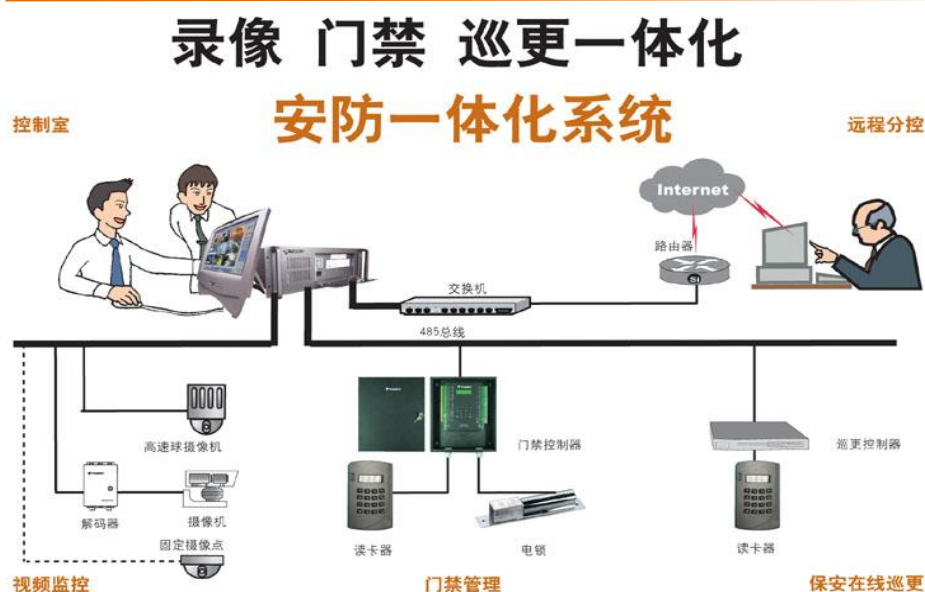 录像 门禁 巡更一体化
控制室
安防一体化系统
远程分控
Internet
路由器
Si
交换机
485总线
高速球摄像机
门禁控制器
巡更控制器
解码器
摄像机
固定摄像点
读卡器
电锁
读卡器
视频监控
门禁管理
保安在线巡更